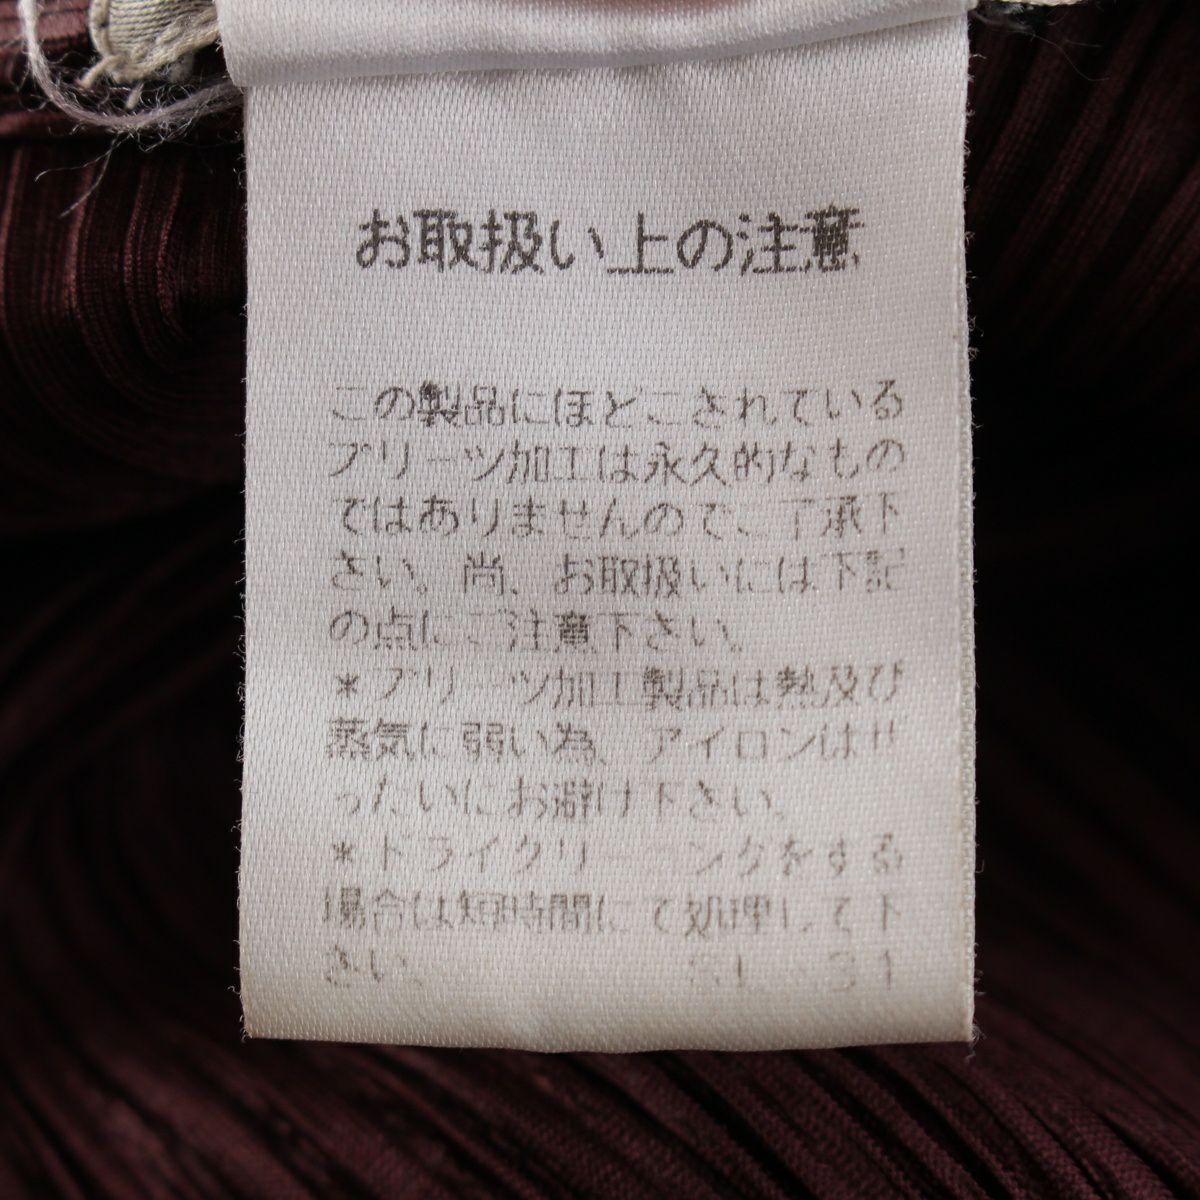 お取扱い上の注意
この製品にほどこされている
プリーツ加工は永久的なもの
ではありませんのでご了承下
さい。尚、お取扱いには下記
の点にご注意下さい。
*プリーツ加工製品は熱及び
蒸気に弱い為、アイロンはぜ
ったいにお避け下さい。
*ドライクリーニングをする
場合は短時間にて処理して下
さい。